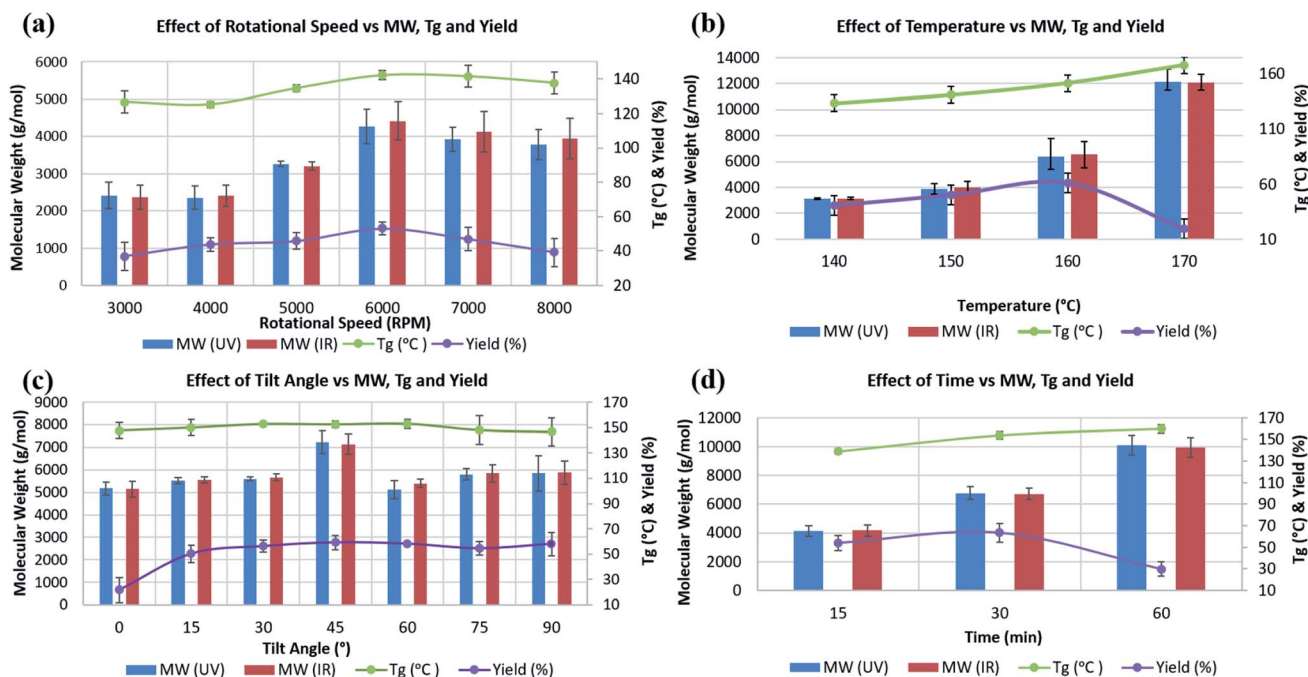 (a)
Effect of Rotational Speed vs MW, Tg and Yield
Molecular Weight (g/mol)
6000
5000
4000
3000
2000
1000
0
140
120
100
80
60
40
20
Tg (°C) & Yield (%)
3000 4000 5000 6000 7000 8000
Rotational Speed (RPM)
MW (UV) MW (IR) Tg (°C ) Yield (%)
(b)
Effect of Temperature vs MW, Tg and Yield
Molecular Weight (g/mol)
14000
12000
10000
8000
6000
4000
2000
0
160
110
60
10
Tg (°C) & Yield (%)
140 150 160 170
Temperature (°C)
MW (UV) MW (IR) Tg (°C ) Yield (%)
(c)
Effect of Tilt Angle vs MW, Tg and Yield
Molecular Weight (g/mol)
9000
8000
7000
6000
5000
4000
3000
2000
1000
0
170
150
130
110
90
70
50
30
10
Tg (°C) & Yield (%)
0 15 30 45 60 75 90
Tilt Angle (°)
MW (UV) MW (IR) Tg (°C ) Yield (%)
(d)
Effect of Time vs MW, Tg and Yield
Molecular Weight (g/mol)
12000
10000
8000
6000
4000
2000
0
170
150
130
110
90
70
50
30
10
Tg (°C) & Yield (%)
15 30 60
Time (min)
MW (UV) MW (IR) Tg (°C ) Yield (%)